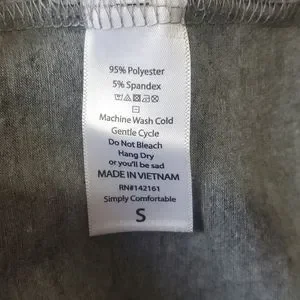 95% Polyester
5% Spandex
Machine Wash Cold
Gentle Cycle
Do Not Bleach
Hang Dry
or you'll be sad
MADE IN VIETNAM
RN#142161
Simply Comfortable
S